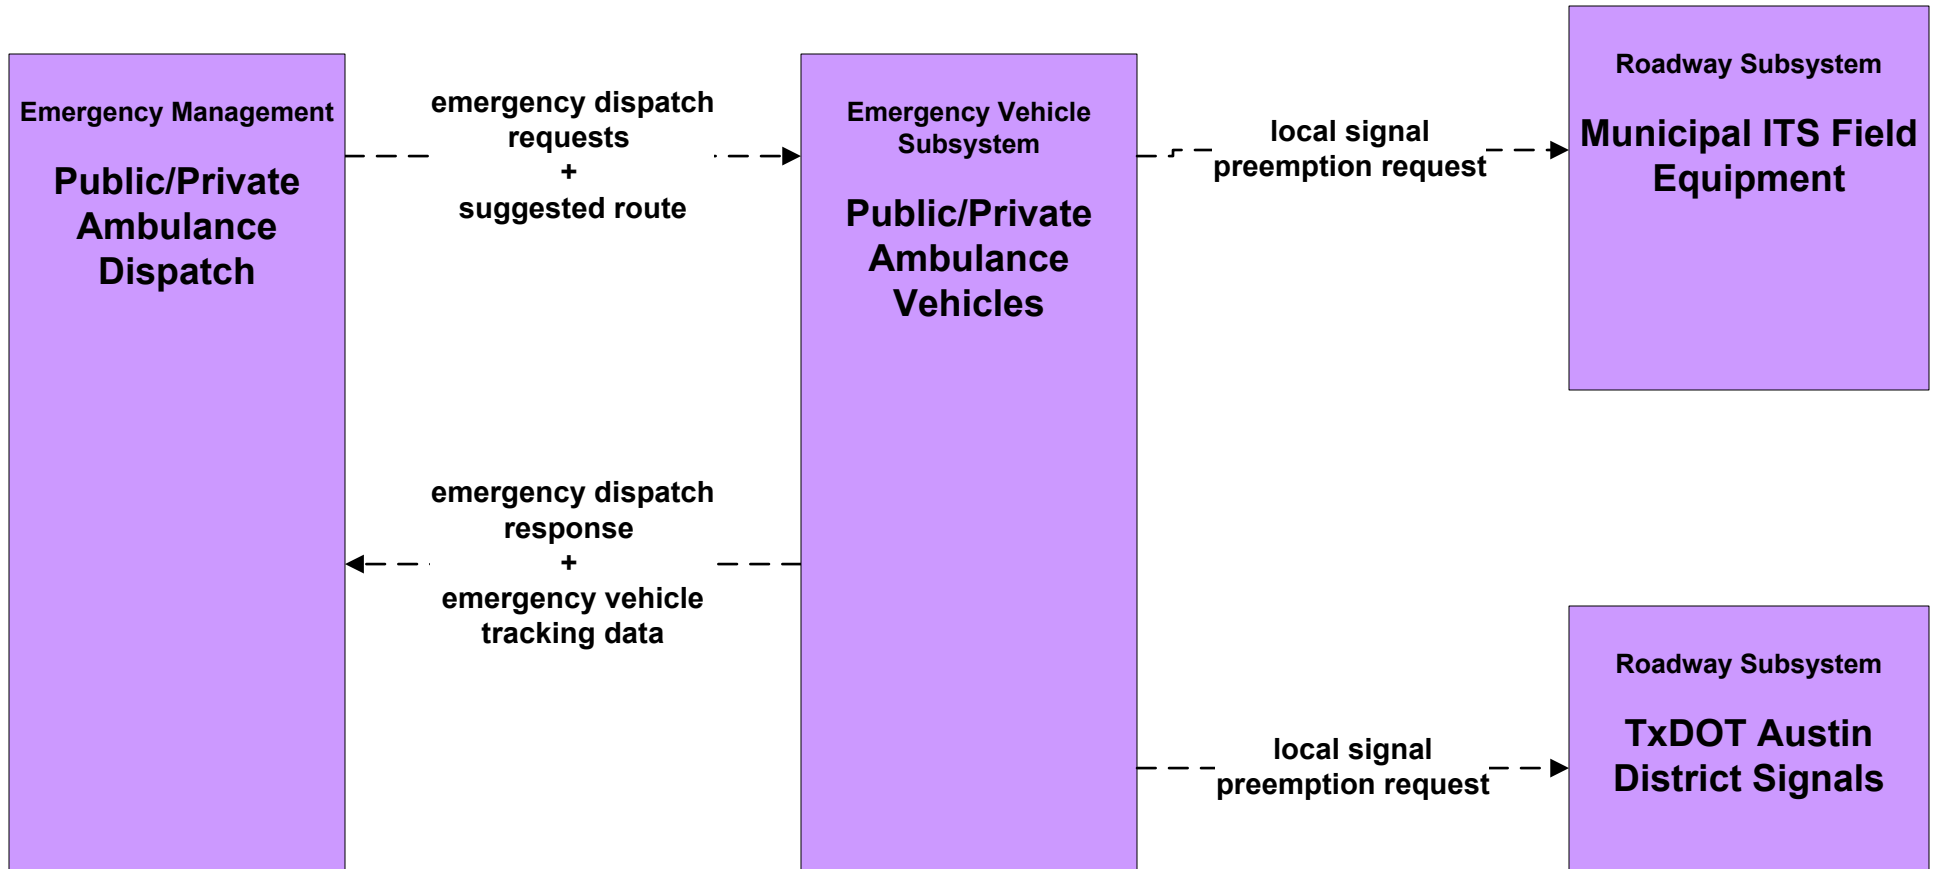 Emergency Management
Public/Private
Ambulance
Dispatch
emergency dispatch
requests
+
suggested route
emergency dispatch
response
+
emergency vehicle
tracking data
Emergency Vehicle
Subsystem
Public/Private
Ambulance
Vehicles
local signal
preemption request
local signal
preemption request
Roadway Subsystem
Municipal ITS Field
Equipment
Roadway Subsystem
TxDOT Austin
District Signals